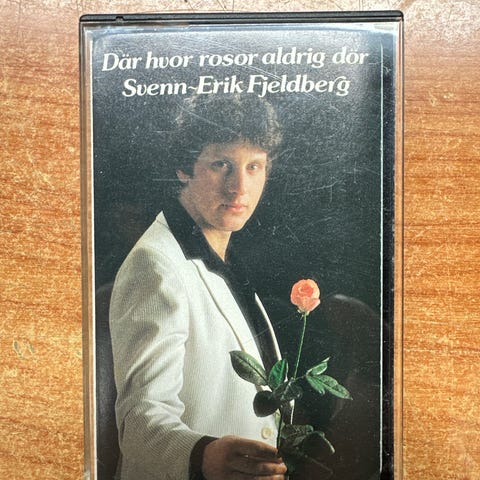 Där hvor rosor aldrig dör
Svenn-Erik Fjeldberg